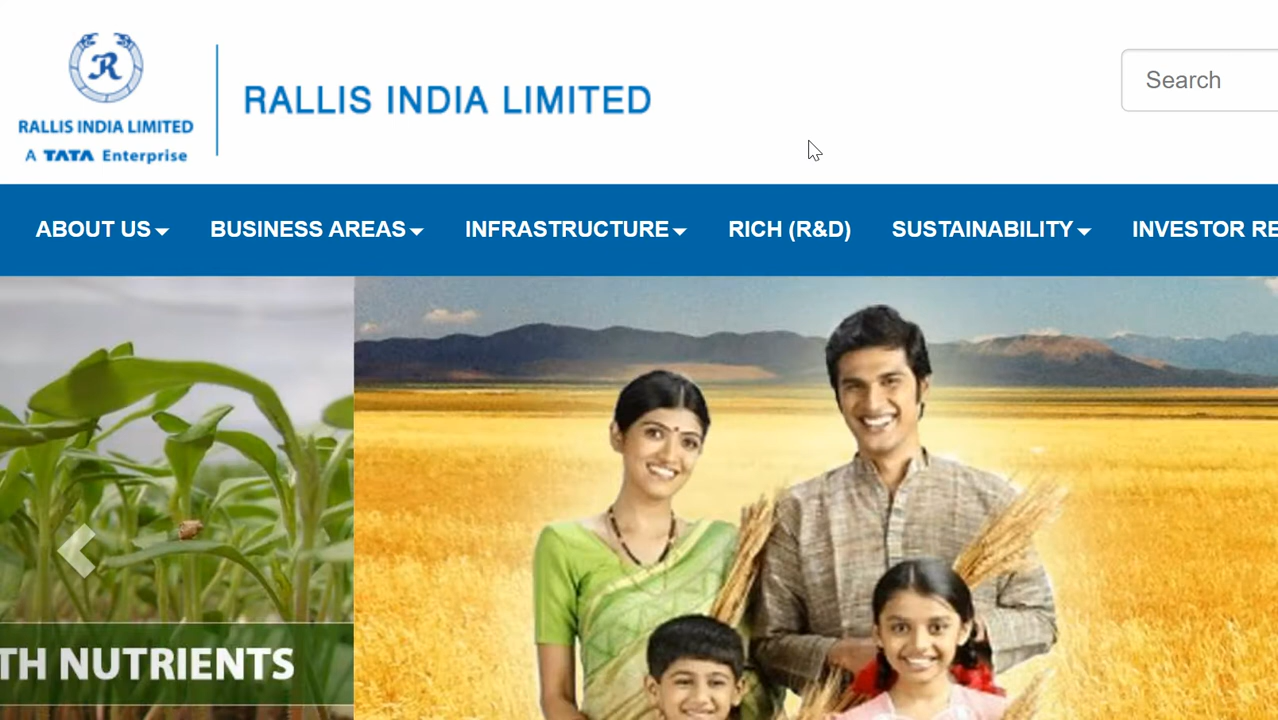 R
RALLIS INDIA LIMITED
A TATA Enterprise
RALLIS INDIA LIMITED
Search
ABOUT US BUSINESS AREAS INFRASTRUCTURE RICH (R&D) SUSTAINABILITY INVESTOR RE
TH NUTRIENTS